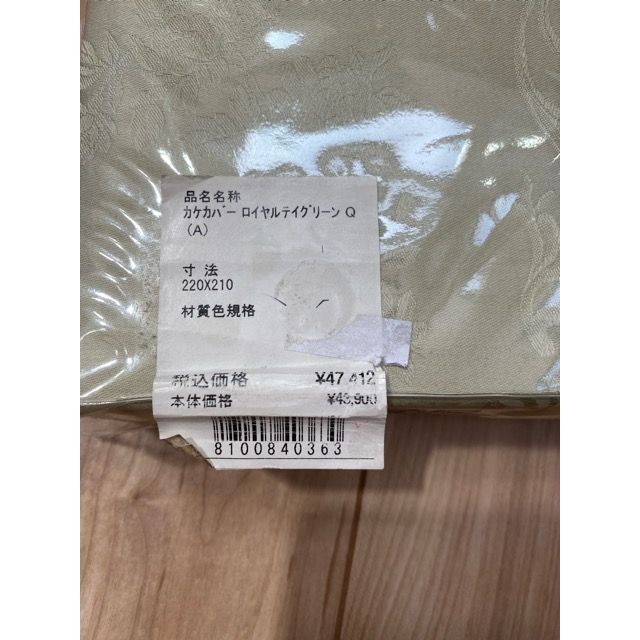 品名名称
カケカバー ロイヤルテイグリーン Q
(A)
寸 法
220X210
材質色規格
税込価格 ¥47,412
本体価格 ¥43,900
8100840363